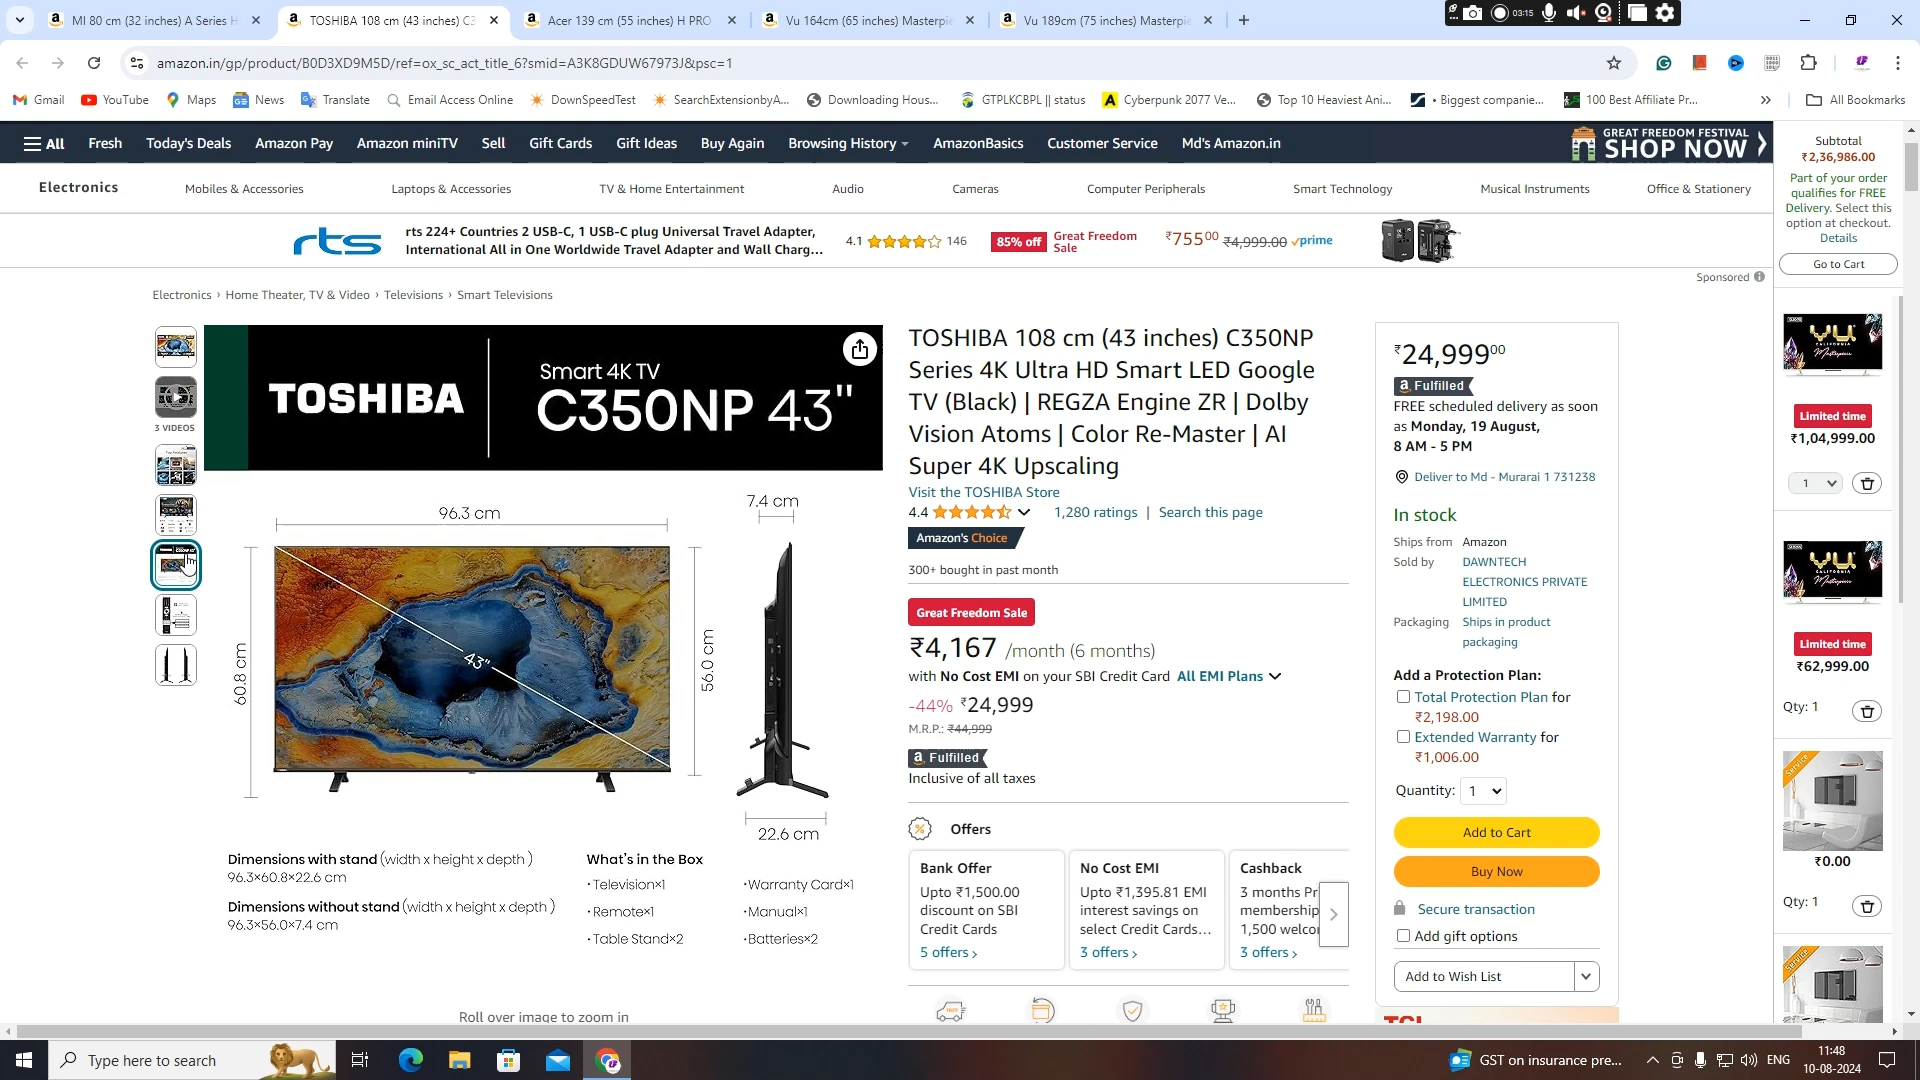 MI 80 cm (32 inches) A Series H
TOSHIBA 108 cm (43 inches) C3
Acer 139 cm (55 inches) H PRO
Vu 164cm (65 inches) Masterpie
Vu 189cm (75 inches) Masterpie
03:15
amazon.in/gp/product/B0D3XD9M5D/ref=ox_sc_act_title_6?smid=A3K8GDUW67973J&psc=1
Gmail
YouTube
Maps
News
Translate
Email Access Online
DownSpeedTest
SearchExtensionbyA...
Downloading Hous...
GTPLKCBPL || status
Cyberpunk 2077 Ve...
Top 10 Heaviest Ani...
• Biggest companie...
100 Best Affiliate Pr...
All Bookmarks
All
Fresh
Today's Deals
Amazon Pay
Amazon miniTV
Sell
Gift Cards
Gift Ideas
Buy Again
Browsing History
AmazonBasics
Customer Service
Md's Amazon.in
GREAT FREEDOM FESTIVAL
SHOP NOW
Electronics
Mobiles & Accessories
Laptops & Accessories
TV & Home Entertainment
Audio
Cameras
Computer Peripherals
Smart Technology
Musical Instruments
Office & Stationery
rts
rts 224+ Countries 2 USB-C, 1 USB-C plug Universal Travel Adapter,
International All in One Worldwide Travel Adapter and Wall Charg...
4.1
146
85% off
Great Freedom
Sale
₹755⁰⁰ ₹4,999.00 prime
Sponsored
Electronics › Home Theater, TV & Video › Televisions › Smart Televisions
3 VIDEOS
TOSHIBA
Smart 4K TV
C350NP 43"
96.3 cm
7.4 cm
60.8 cm
43"
56.0 cm
22.6 cm
Dimensions with stand (width x height x depth )
96.3×60.8×22.6 cm
Dimensions without stand (width x height x depth )
96.3×56.0×7.4 cm
What's in the Box
·Television×1
·Remote×1
·Table Stand×2
·Warranty Card×1
·Manual×1
·Batteries×2
Roll over image to zoom in
TOSHIBA 108 cm (43 inches) C350NP
Series 4K Ultra HD Smart LED Google
TV (Black) | REGZA Engine ZR | Dolby
Vision Atoms | Color Re-Master | AI
Super 4K Upscaling
Visit the TOSHIBA Store
4.4
1,280 ratings | Search this page
Amazon's Choice
300+ bought in past month
Great Freedom Sale
₹4,167 /month (6 months)
with No Cost EMI on your SBI Credit Card All EMI Plans
-44% ₹24,999
M.R.P.: ₹44,999
a Fulfilled
Inclusive of all taxes
Offers
Bank Offer
Upto ₹1,500.00
discount on SBI
Credit Cards
5 offers ›
No Cost EMI
Upto ₹1,395.81 EMI
interest savings on
select Credit Cards...
3 offers ›
Cashback
3 months Pr
membership
1,500 welco
3 offers ›
₹24,999⁰⁰
a Fulfilled
FREE scheduled delivery as soon
as Monday, 19 August,
8 AM - 5 PM
Deliver to Md - Murarai 1 731238
In stock
Ships from Amazon
Sold by DAWNTECH
ELECTRONICS PRIVATE
LIMITED
Packaging Ships in product
packaging
Add a Protection Plan:
Total Protection Plan for
₹2,198.00
Extended Warranty for
₹1,006.00
Quantity: 1
Add to Cart
Buy Now
Secure transaction
Add gift options
Add to Wish List
Subtotal
₹2,36,986.00
Part of your order
qualifies for FREE
Delivery. Select this
option at checkout.
Details
Go to Cart
Limited time
₹1,04,999.00
1
Limited time
₹62,999.00
Qty: 1
Service
₹0.00
Qty: 1
Service
Type here to search
GST on insurance pre...
ENG
11:48
10-08-2024